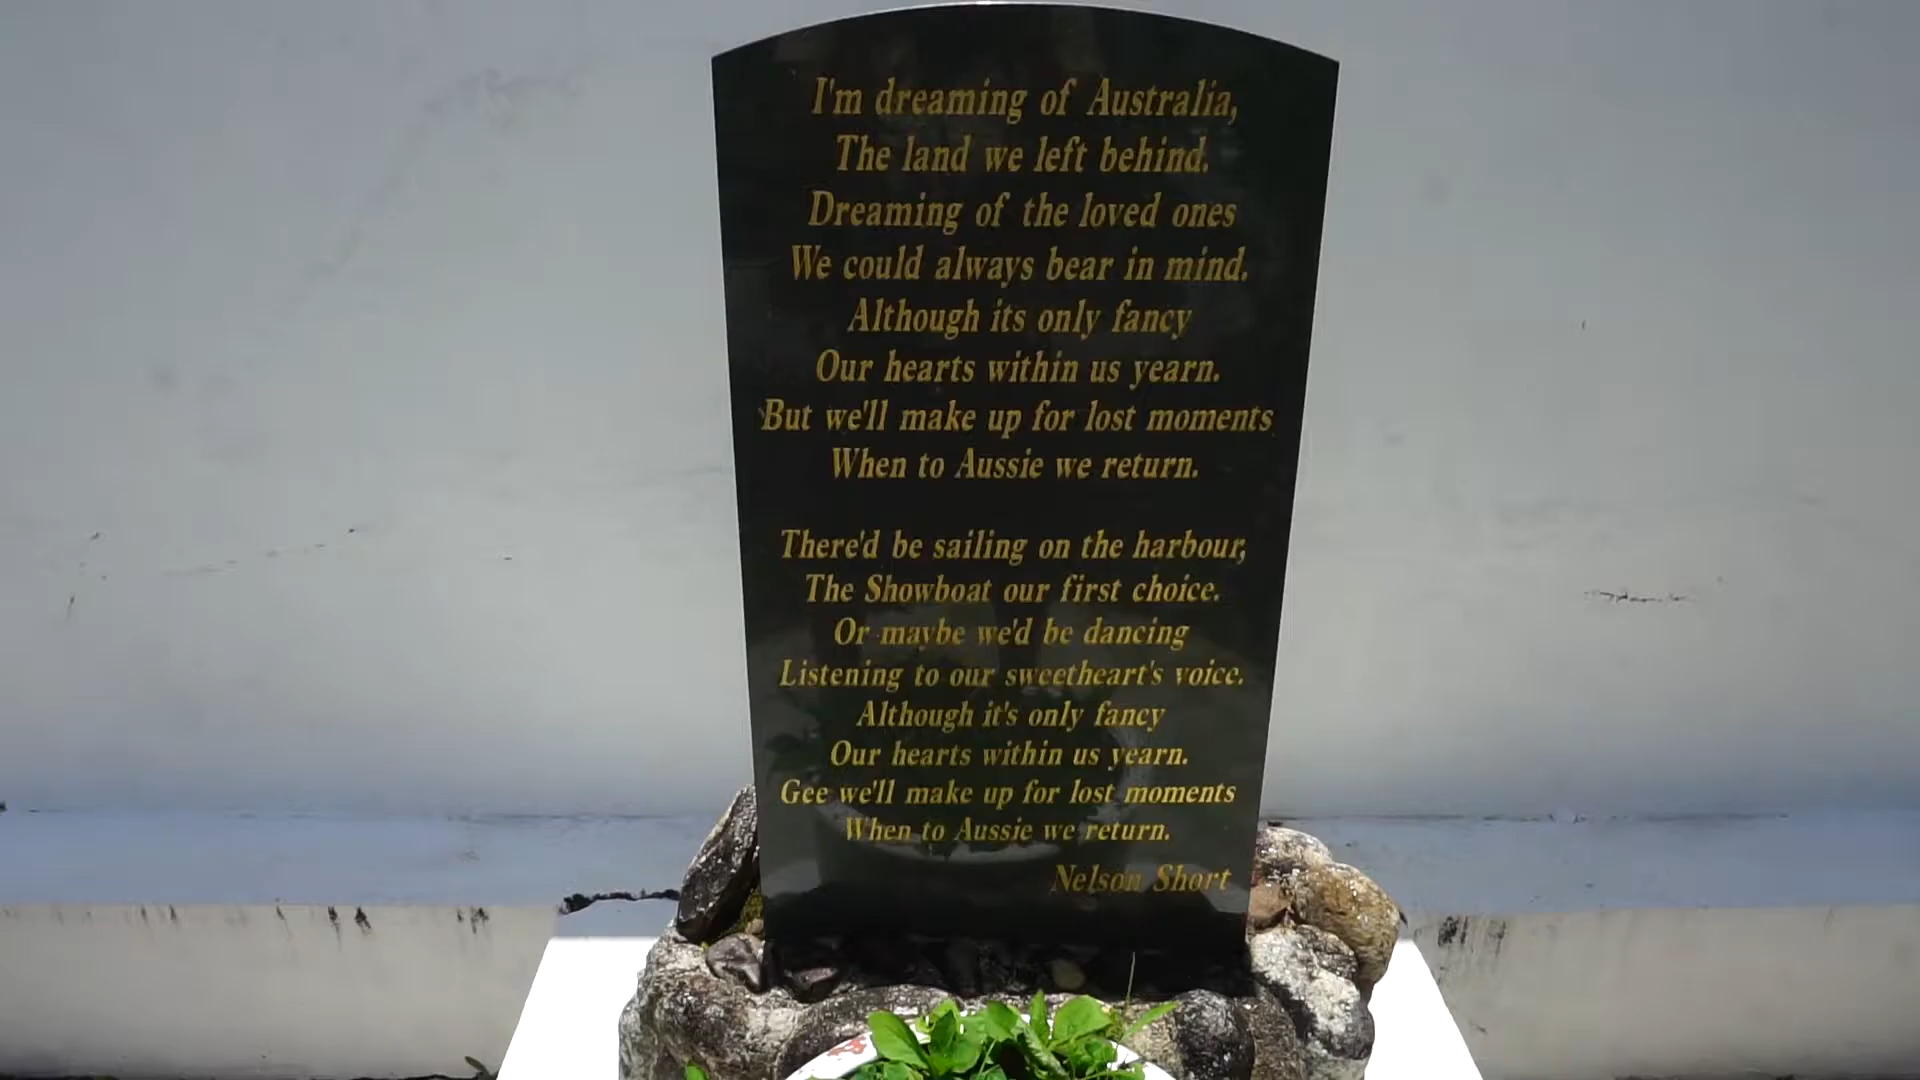 I'm dreaming of Australia,
The land we left behind.
Dreaming of the loved ones
We could always bear in mind.
Although its only fancy
Our hearts within us yearn.
But we'll make up for lost moments
When to Aussie we return.
There'd be sailing on the harbour,
The Showboat our first choice.
Or maybe we'd be dancing
Listening to our sweetheart's voice.
Although it's only fancy
Our hearts within us yearn.
Gee we'll make up for lost moments
When to Aussie we return.
Nelson Short